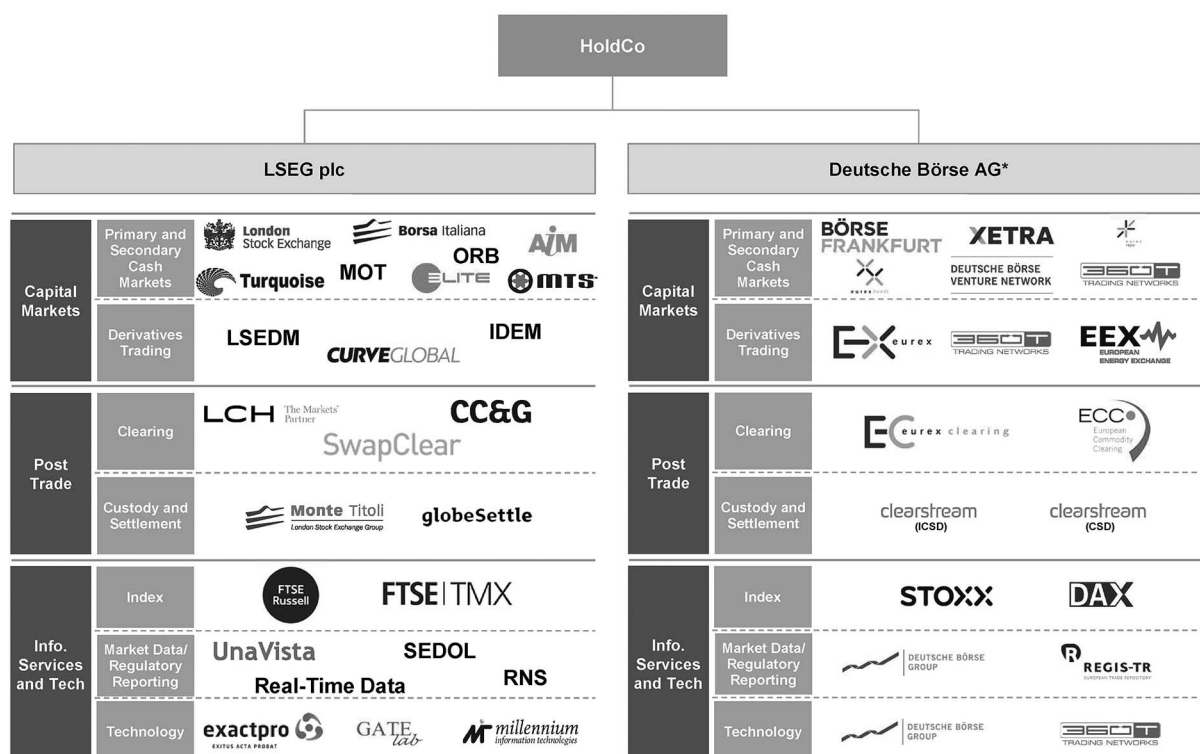 HoldCo
LSEG plc
Capital
Markets
Primary and
Secondary
Cash
Markets
London
Stock Exchange
Borsa Italiana
AIM
Turquoise
MOT
ORB
ELITE
MTS
Derivatives
Trading
LSEDM
CURVEGLOBAL
IDEM
Post
Trade
Clearing
LCH The Markets'
Partner
CC&G
SwapClear
Custody and
Settlement
Monte Titoli
London Stock Exchange Group
globeSettle
Info.
Services
and Tech
Index
FTSE
Russell
FTSE | TMX
Market Data/
Regulatory
Reporting
UnaVista
SEDOL
Real-Time Data
RNS
Technology
exactpro
EXITUS ACTA PROBAT
GATE
lab
millennium
information technologies
Deutsche Börse AG*
Capital
Markets
Primary and
Secondary
Cash
Markets
BÖRSE
FRANKFURT
XETRA
eurex
repo
eurex bonds
DEUTSCHE BÖRSE
VENTURE NETWORK
360T
TRADING NETWORKS
Derivatives
Trading
EX eurex
360T
TRADING NETWORKS
EEX
EUROPEAN
ENERGY EXCHANGE
Post
Trade
Clearing
EC eurex clearing
ECC
European
Commodity
Clearing
Custody and
Settlement
clearstream
(ICSD)
clearstream
(CSD)
Info.
Services
and Tech
Index
STOXX
DAX
Market Data/
Regulatory
Reporting
DEUTSCHE BÖRSE
GROUP
R
REGIS-TR
EUROPEAN TRADE REPOSITORY
Technology
DEUTSCHE BÖRSE
GROUP
360T
TRADING NETWORKS